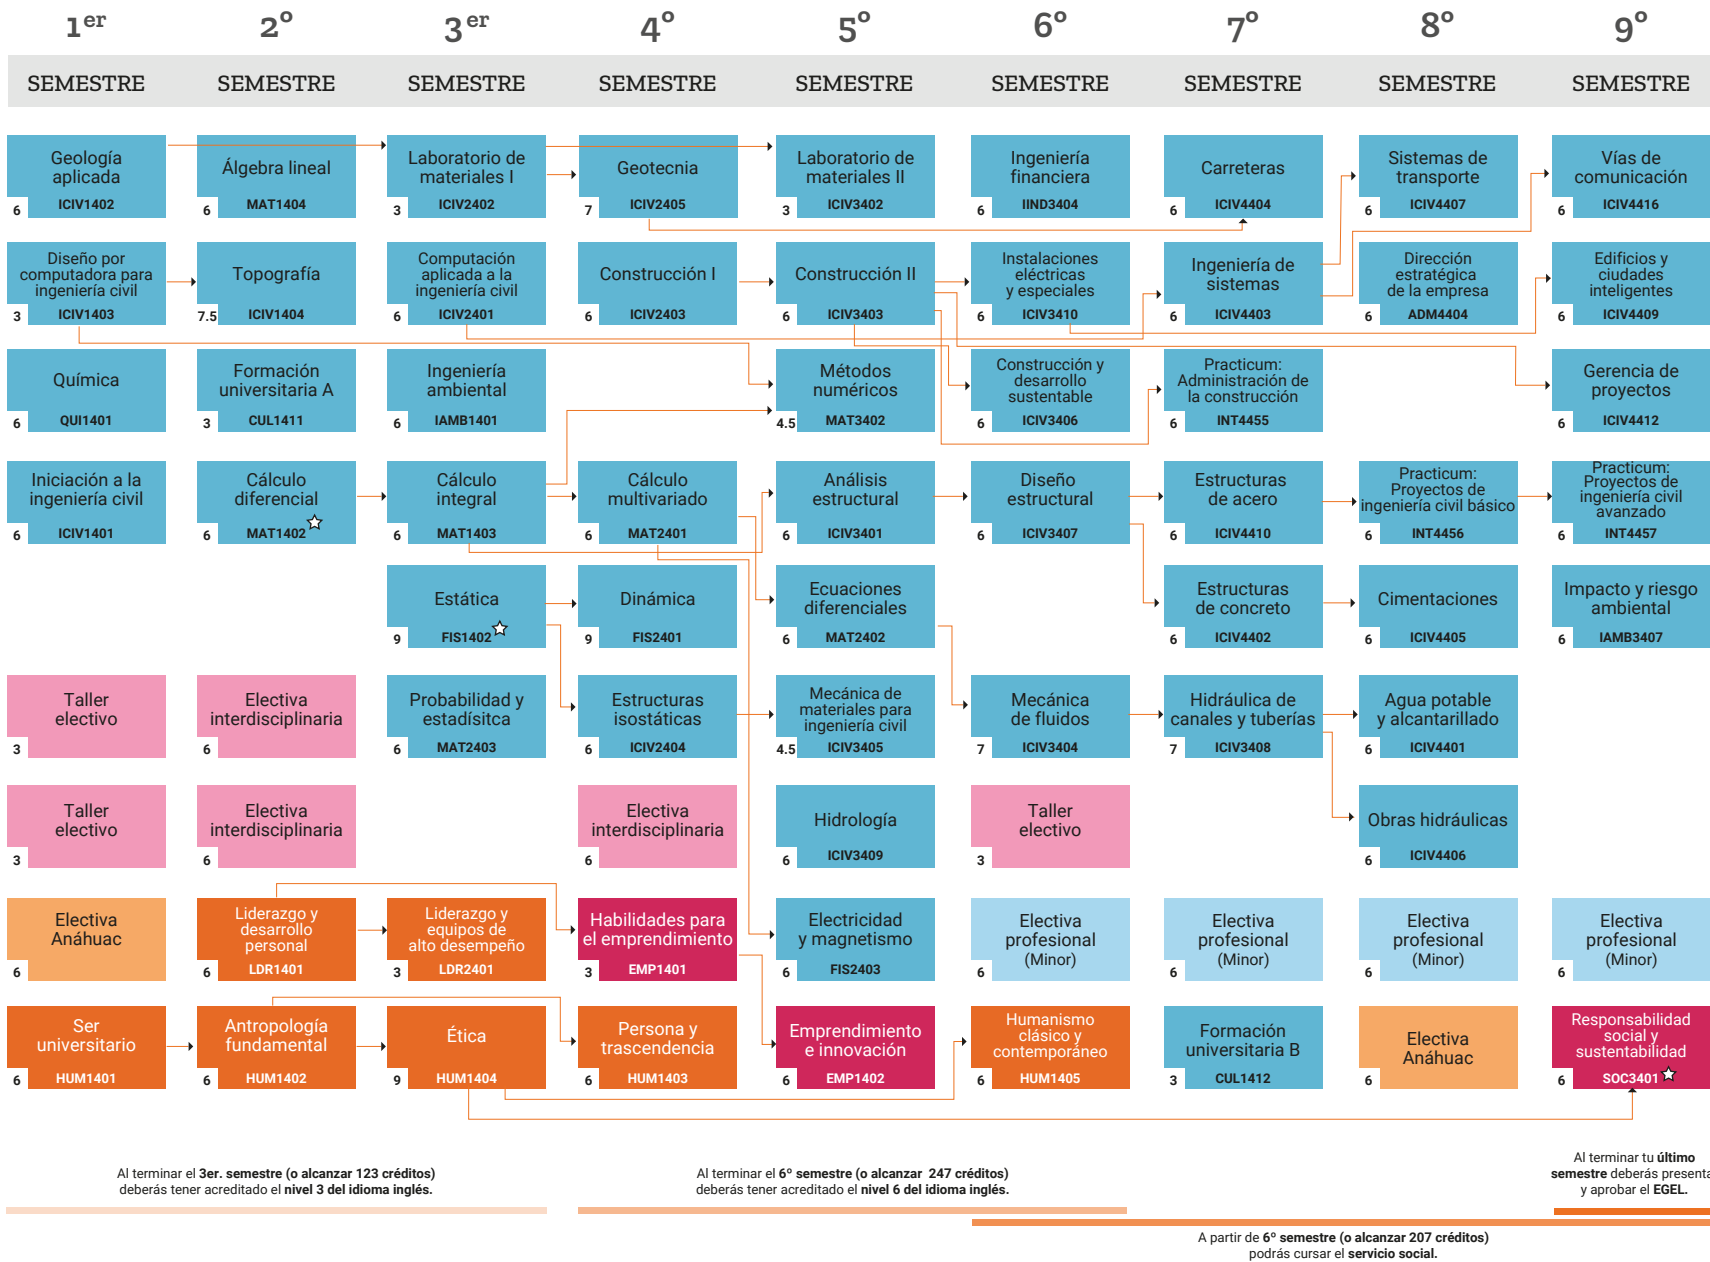 1er 2º 3er 4º 5º 6º 7º 8º 9º
SEMESTRE SEMESTRE SEMESTRE SEMESTRE SEMESTRE SEMESTRE SEMESTRE SEMESTRE SEMESTRE
Geología
aplicada
6 ICIV1402
Álgebra lineal
6 MAT1404
Laboratorio de
materiales I
3 ICIV2402
Geotecnia
7 ICIV2405
Laboratorio de
materiales II
3 ICIV3402
Ingeniería
financiera
6 IIND3404
Carreteras
6 ICIV4404
Sistemas de
transporte
6 ICIV4407
Vías de
comunicación
6 ICIV4416
Diseño por
computadora para
ingeniería civil
3 ICIV1403
Topografía
7.5 ICIV1404
Computación
aplicada a la
ingeniería civil
6 ICIV2401
Construcción I
6 ICIV2403
Construcción II
6 ICIV3403
Instalaciones
eléctricas
y especiales
6 ICIV3410
Ingeniería de
sistemas
6 ICIV4403
Dirección
estratégica
de la empresa
6 ADM4404
Edificios y
ciudades
inteligentes
6 ICIV4409
Química
6 QUI1401
Formación
universitaria A
3 CUL1411
Ingeniería
ambiental
6 IAMB1401
Métodos
numéricos
4.5 MAT3402
Construcción y
desarrollo
sustentable
6 ICIV3406
Practicum:
Administración de
la construcción
6 INT4455
Gerencia de
proyectos
6 ICIV4412
Iniciación a la
ingeniería civil
6 ICIV1401
Cálculo
diferencial
6 MAT1402
Cálculo
integral
6 MAT1403
Cálculo
multivariado
6 MAT2401
Análisis
estructural
6 ICIV3401
Diseño
estructural
6 ICIV3407
Estructuras
de acero
6 ICIV4410
Practicum:
Proyectos de
ingeniería civil básico
6 INT4456
Practicum:
Proyectos de
ingeniería civil
avanzado
6 INT4457
Estática
9 FIS1402
Dinámica
9 FIS2401
Ecuaciones
diferenciales
6 MAT2402
Estructuras
de concreto
6 ICIV4402
Cimentaciones
6 ICIV4405
Impacto y riesgo
ambiental
6 IAMB3407
Taller
electivo
3
Electiva
interdisciplinaria
6
Probabilidad y
estadísitca
6 MAT2403
Estructuras
isostáticas
6 ICIV2404
Mecánica de
materiales para
ingeniería civil
4.5 ICIV3405
Mecánica
de fluidos
7 ICIV3404
Hidráulica de
canales y tuberías
7 ICIV3408
Agua potable
y alcantarillado
6 ICIV4401
Taller
electivo
3
Electiva
interdisciplinaria
6
Electiva
interdisciplinaria
6
Hidrología
6 ICIV3409
Taller
electivo
3
Obras hidráulicas
6 ICIV4406
Electiva
Anáhuac
6
Liderazgo y
desarrollo
personal
6 LDR1401
Liderazgo y
equipos de
alto desempeño
3 LDR2401
Habilidades para
el emprendimiento
3 EMP1401
Electricidad
y magnetismo
6 FIS2403
Electiva
profesional
(Minor)
6
Electiva
profesional
(Minor)
6
Electiva
profesional
(Minor)
6
Electiva
profesional
(Minor)
6
Ser
universitario
6 HUM1401
Antropología
fundamental
6 HUM1402
Ética
9 HUM1404
Persona y
trascendencia
6 HUM1403
Emprendimiento
e innovación
6 EMP1402
Humanismo
clásico y
contemporáneo
6 HUM1405
Formación
universitaria B
3 CUL1412
Electiva
Anáhuac
6
Responsabilidad
social y
sustentabilidad
6 SOC3401
Al terminar el 3er. semestre (o alcanzar 123 créditos)
deberás tener acreditado el nivel 3 del idioma inglés.
Al terminar el 6º semestre (o alcanzar 247 créditos)
deberás tener acreditado el nivel 6 del idioma inglés.
Al terminar tu último
semestre deberás presenta
y aprobar el EGEL.
A partir de 6º semestre (o alcanzar 207 créditos)
podrás cursar el servicio social.